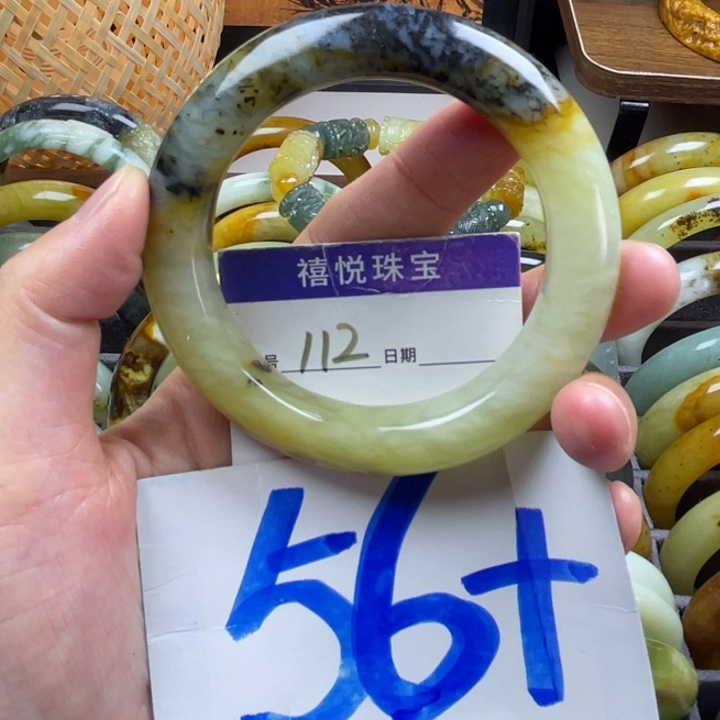 禧悦珠宝
号 112 日期
56+